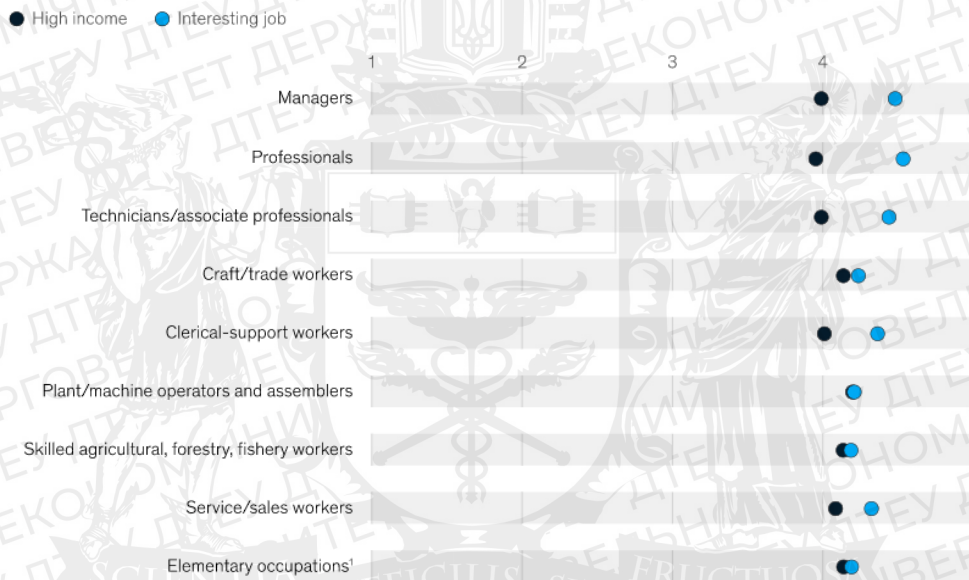 High income Interesting job
1 2 3 4
Managers
Professionals
Technicians/associate professionals
Craft/trade workers
Clerical-support workers
Plant/machine operators and assemblers
Skilled agricultural, forestry, fishery workers
Service/sales workers
Elementary occupations¹